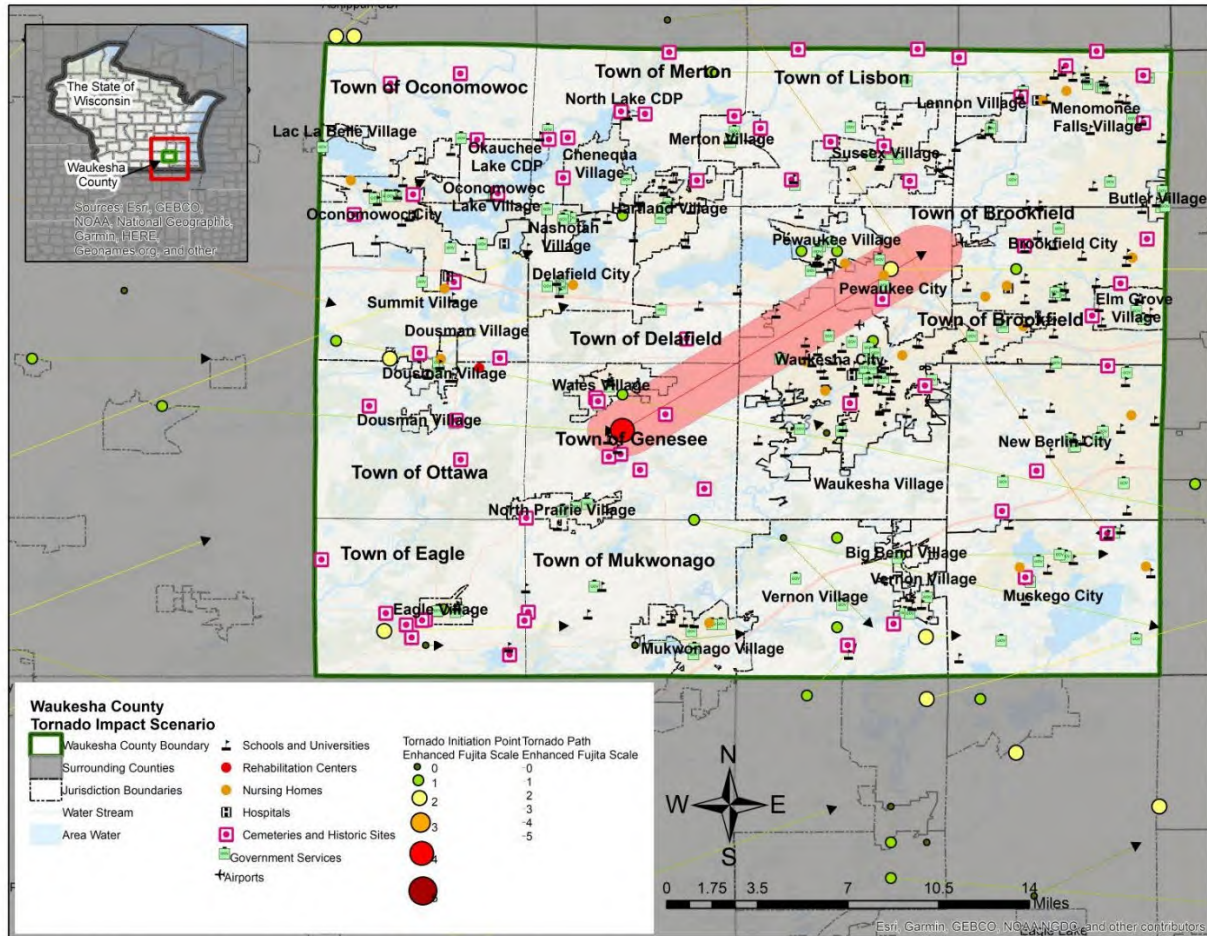 The State of
Wisconsin
Waukesha
County
Sources: Esri, GEBCO,
NOAA, National Geographic,
Garmin, HERE,
Geonames.org, and other
Town of Oconomowoc
Town of Merton
Town of Lisbon
North Lake CDP
Lannon Village
Menomonee
Falls Village
Lac La Belle Village
Okauchee
Lake CDP
Chenequa
Village
Merton Village
Sussex Village
Oconomowoc
Lake Village
Oconomowoc City
Hartland Village
Butler Village
Nashotah
Village
Town of Brookfield
Pewaukee Village
Brookfield City
Delafield City
Summit Village
Pewaukee City
Elm Grove
Village
Dousman Village
Town of Delafield
Town of Brookfield
Waukesha City
Dousman Village
Wales Village
Dousman Village
Town of Genesee
New Berlin City
Town of Ottawa
Waukesha Village
North Prairie Village
Town of Eagle
Town of Mukwonago
Big Bend Village
Vernon Village
Vernon Village
Muskego City
Eagle Village
Mukwonago Village
Waukesha County
Tornado Impact Scenario
Waukesha County Boundary
Surrounding Counties
Jurisdiction Boundaries
Water Stream
Area Water
Schools and Universities
Rehabilitation Centers
Nursing Homes
Hospitals
Cemeteries and Historic Sites
Government Services
Airports
Tornado Initiation Point
Enhanced Fujita Scale
0
1
2
3
4
5
Tornado Path
Enhanced Fujita Scale
0
1
2
3
4
5
N
W E
S
0 1.75 3.5 7 10.5 14
Miles
Esri, Garmin, GEBCO, NOAA NCDC, and other contributors
Eagle Lake